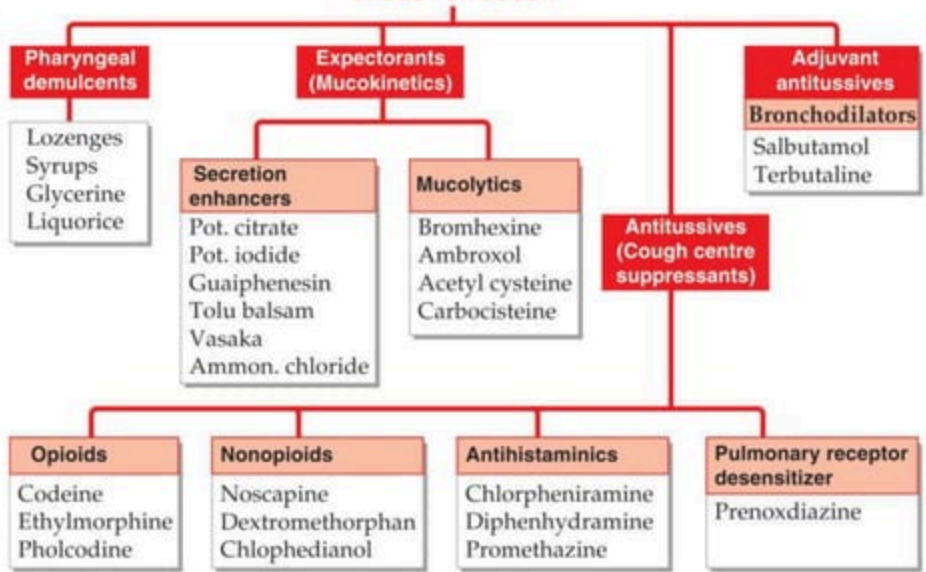 Pharyngeal
demulcents
Lozenges
Syrups
Glycerine
Liquorice
Expectorants
(Mucokinetics)
Secretion
enhancers
Pot. citrate
Pot. iodide
Guaiphenesin
Tolu balsam
Vasaka
Ammon. chloride
Mucolytics
Bromhexine
Ambroxol
Acetyl cysteine
Carbocisteine
Antitussives
(Cough centre
suppressants)
Adjuvant
antitussives
Bronchodilators
Salbutamol
Terbutaline
Opioids
Codeine
Ethylmorphine
Pholcodine
Nonopioids
Noscapine
Dextromethorphan
Chlophedianol
Antihistaminics
Chlorpheniramine
Diphenhydramine
Promethazine
Pulmonary receptor
desensitizer
Prenoxdiazine